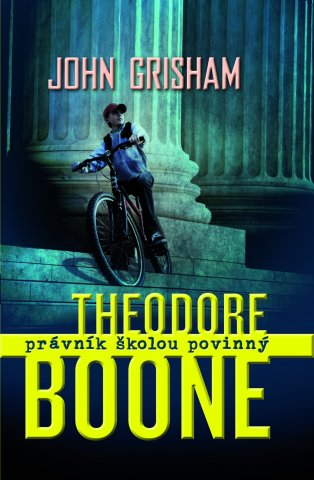 JOHN GRISHAM
THEODORE
právník školou povinný
BOONE